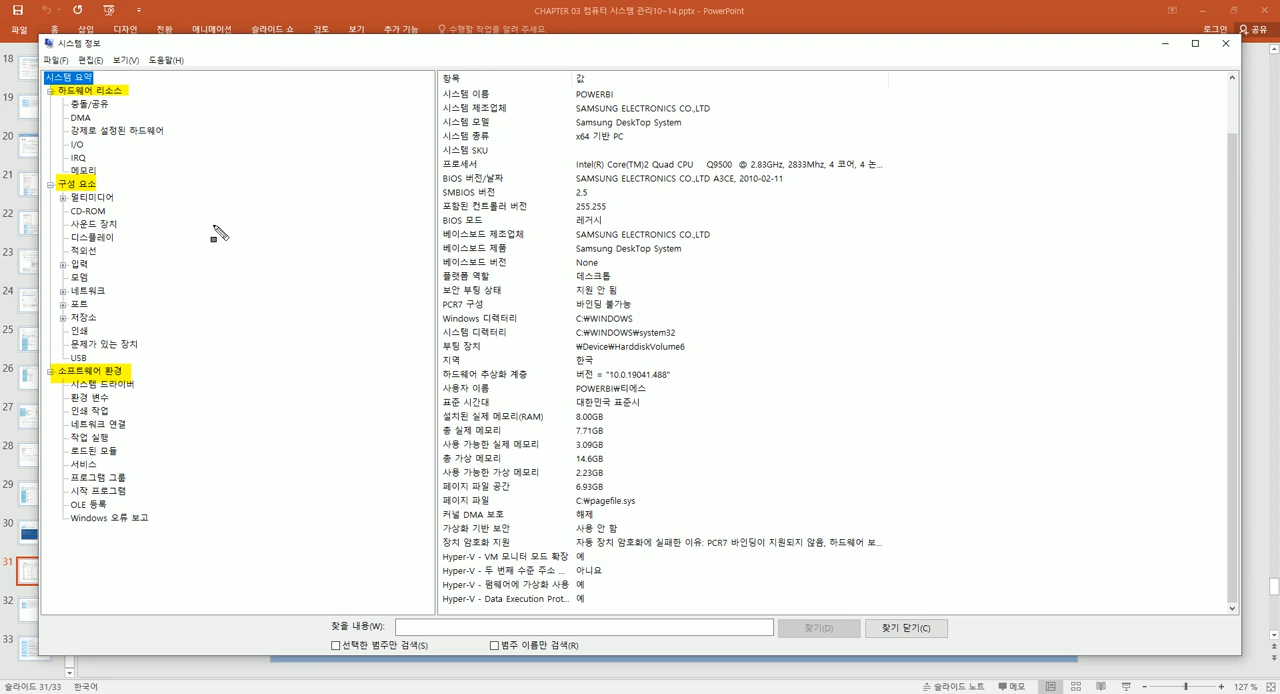 CHAPTER 03 컴퓨터 시스템 관리10~14.pptx - PowerPoint
파일 홈 삽입 디자인 전환 애니메이션 슬라이드 쇼 검토 보기 추가 기능 수행할 작업을 알려 주세요. 로그인 공유
시스템 정보
파일(F) 편집(E) 보기(V) 도움말(H)
시스템 요약
하드웨어 리소스
충돌/공유
DMA
강제로 설정된 하드웨어
I/O
IRQ
메모리
구성 요소
멀티미디어
CD-ROM
사운드 장치
디스플레이
적외선
입력
모뎀
네트워크
포트
저장소
인쇄
문제가 있는 장치
USB
소프트웨어 환경
시스템 드라이버
환경 변수
인쇄 작업
네트워크 연결
작업 실행
로드된 모듈
서비스
프로그램 그룹
시작 프로그램
OLE 등록
Windows 오류 보고
항목 값
시스템 이름 POWERBI
시스템 제조업체 SAMSUNG ELECTRONICS CO.,LTD
시스템 모델 Samsung DeskTop System
시스템 종류 x64 기반 PC
시스템 SKU
프로세서 Intel(R) Core(TM)2 Quad CPU Q9500 @ 2.83GHz, 2833Mhz, 4 코어, 4 논...
BIOS 버전/날짜 SAMSUNG ELECTRONICS CO.,LTD A3CE, 2010-02-11
SMBIOS 버전 2.5
포함된 컨트롤러 버전 255.255
BIOS 모드 레거시
베이스보드 제조업체 SAMSUNG ELECTRONICS CO.,LTD
베이스보드 제품 Samsung DeskTop System
베이스보드 버전 None
플랫폼 역할 데스크톱
보안 부팅 상태 지원 안 됨
PCR7 구성 바인딩 불가능
Windows 디렉터리 C:₩WINDOWS
시스템 디렉터리 C:₩WINDOWS₩system32
부팅 장치 ₩Device₩HarddiskVolume6
지역 한국
하드웨어 추상화 계층 버전 = "10.0.19041.488"
사용자 이름 POWERBI₩티에스
표준 시간대 대한민국 표준시
설치된 실제 메모리(RAM) 8.00GB
총 실제 메모리 7.71GB
사용 가능한 실제 메모리 3.09GB
총 가상 메모리 14.6GB
사용 가능한 가상 메모리 2.23GB
페이지 파일 공간 6.93GB
페이지 파일 C:₩pagefile.sys
커널 DMA 보호 해제
가상화 기반 보안 사용 안 함
장치 암호화 지원 자동 장치 암호화에 실패한 이유: PCR7 바인딩이 지원되지 않음, 하드웨어 보...
Hyper-V - VM 모니터 모드 확장 예
Hyper-V - 두 번째 수준 주소 ... 아니요
Hyper-V - 펌웨어에 가상화 사용 예
Hyper-V - Data Execution Prot... 예
찾을 내용(W): 찾기(D) 찾기 닫기(C)
선택한 범주만 검색(S) 범주 이름만 검색(R)
18
19
20
21
22
23
24
25
26
27
28
29
30
31
32
33
슬라이드 31/33 한국어 슬라이드 노트 메모 127 %